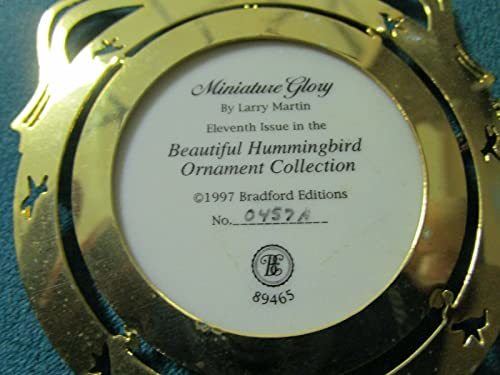 Miniature Glory
By Larry Martin
Eleventh Issue in the
Beautiful Hummingbird
Ornament Collection
©1997 Bradford Editions
No. 0457A
BE
89465